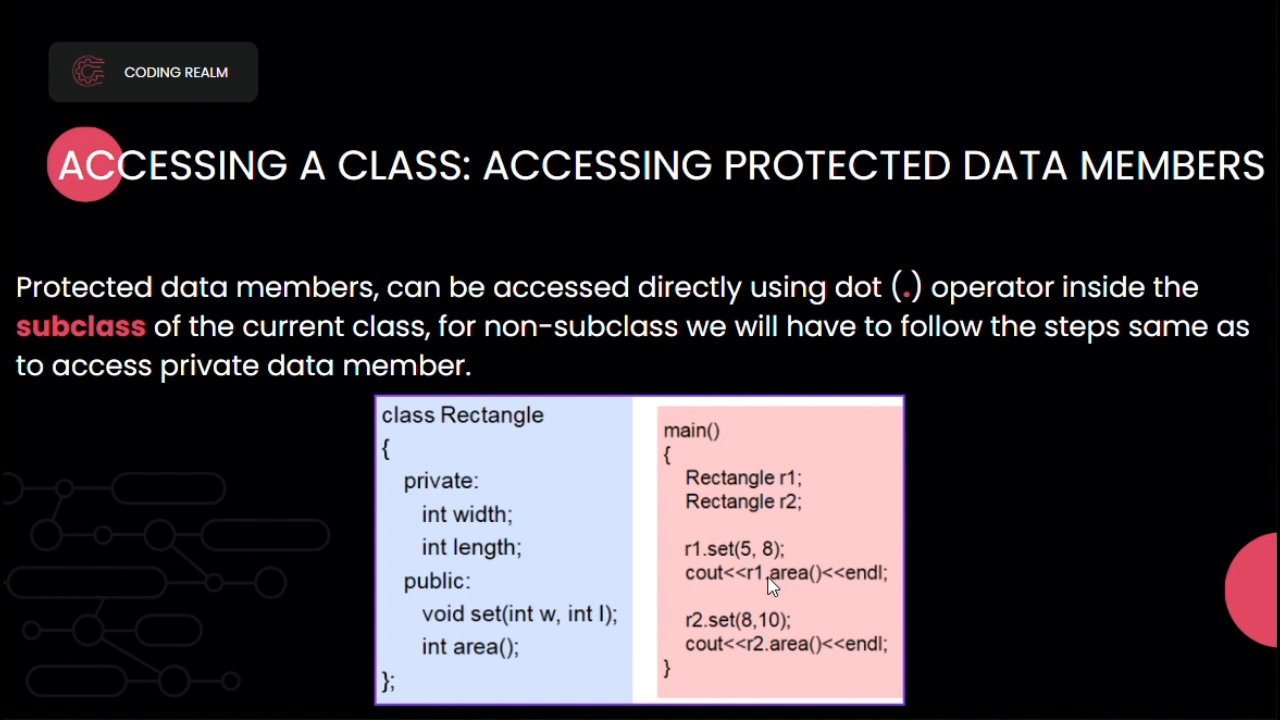 CODING REALM
ACCESSING A CLASS: ACCESSING PROTECTED DATA MEMBERS
Protected data members, can be accessed directly using dot (.) operator inside the
subclass of the current class, for non-subclass we will have to follow the steps same as
to access private data member.
class Rectangle
{
private:
int width;
int length;
public:
void set(int w, int l);
int area();
};
main()
{
Rectangle r1;
Rectangle r2;
r1.set(5, 8);
cout<<r1.area()<<endl;
r2.set(8,10);
cout<<r2.area()<<endl;
}